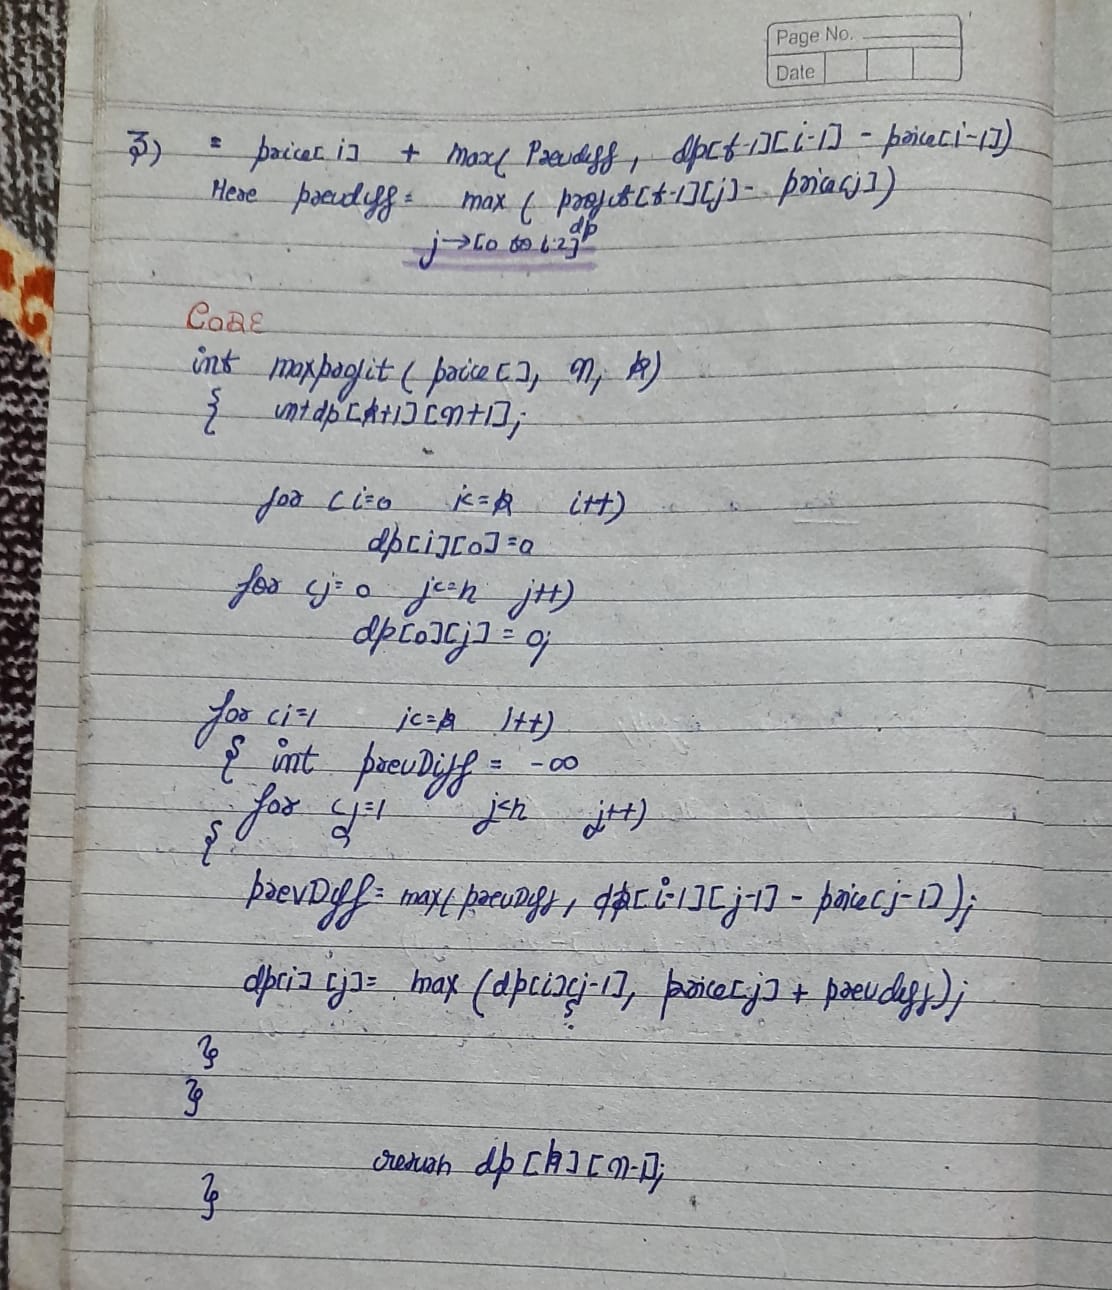 Page No.
Date
3) = price[i] + max( Prevdiff, dp[t-1][i-1] - price[i-1])
Here prevdiff = max ( profit[t-1][j] - price[j])
dp
j→[0 to i-2]
CODE
int maxprofit( price[], n, k)
{ int dp[k+1][n+1];
for (i=0 i<=k i++)
dp[i][0]=0
for (j=0 j<=n j++)
dp[0][j] = 0;
for (i=1 i<=k i++)
{ int prevDiff = -∞
for (j=1 j<n j++)
{
prevDiff = max( prevDiff, dp[i-1][j-1] - price[j-1]);
dp[i][j] = max (dp[i][j-1], price[j] + prevdiff);
}
}
return dp[k][n-1];
}